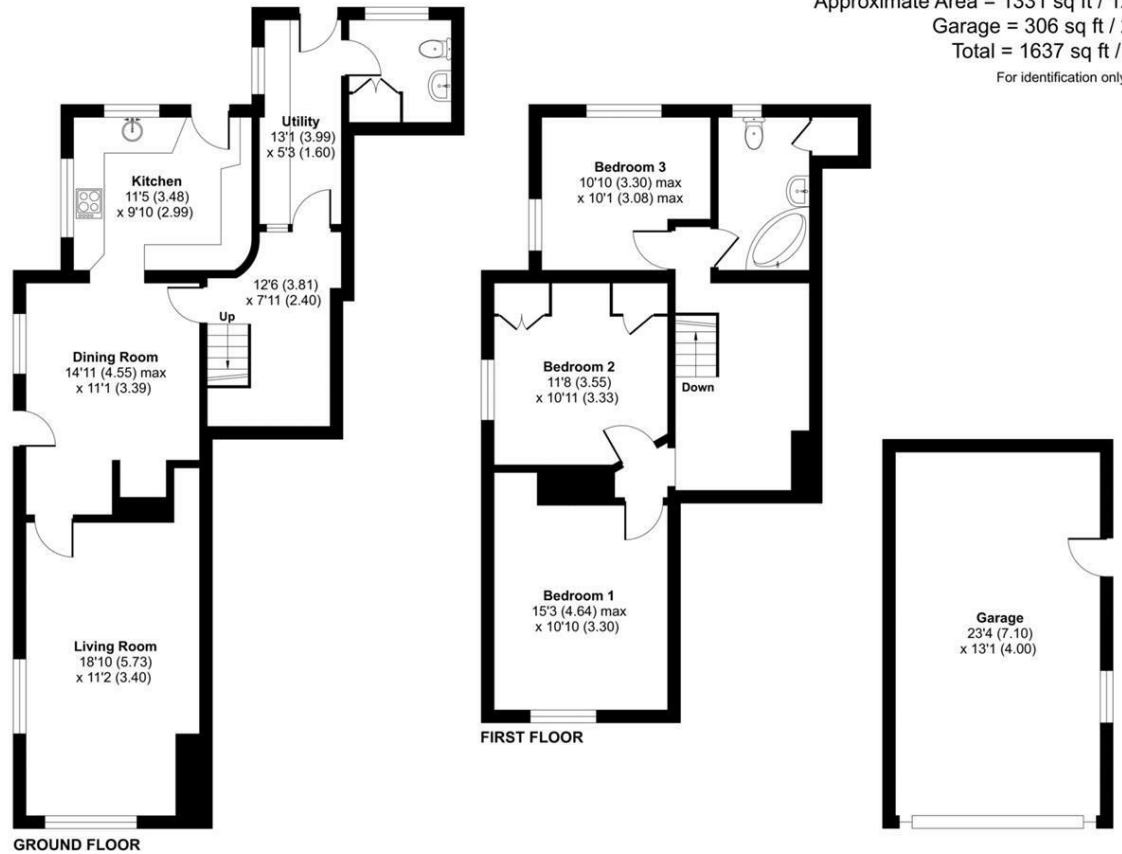 Approximate Area = 1331 sq ft / 1
Garage = 306 sq ft /
Total = 1637 sq ft /
For identification only
Utility
13'1 (3.99)
x 5'3 (1.60)
Kitchen
11'5 (3.48)
x 9'10 (2.99)
12'6 (3.81)
x 7'11 (2.40)
Up
Dining Room
14'11 (4.55) max
x 11'1 (3.39)
Living Room
18'10 (5.73)
x 11'2 (3.40)
GROUND FLOOR
Bedroom 3
10'10 (3.30) max
x 10'1 (3.08) max
Bedroom 2
11'8 (3.55)
x 10'11 (3.33)
Down
Bedroom 1
15'3 (4.64) max
x 10'10 (3.30)
FIRST FLOOR
Garage
23'4 (7.10)
x 13'1 (4.00)